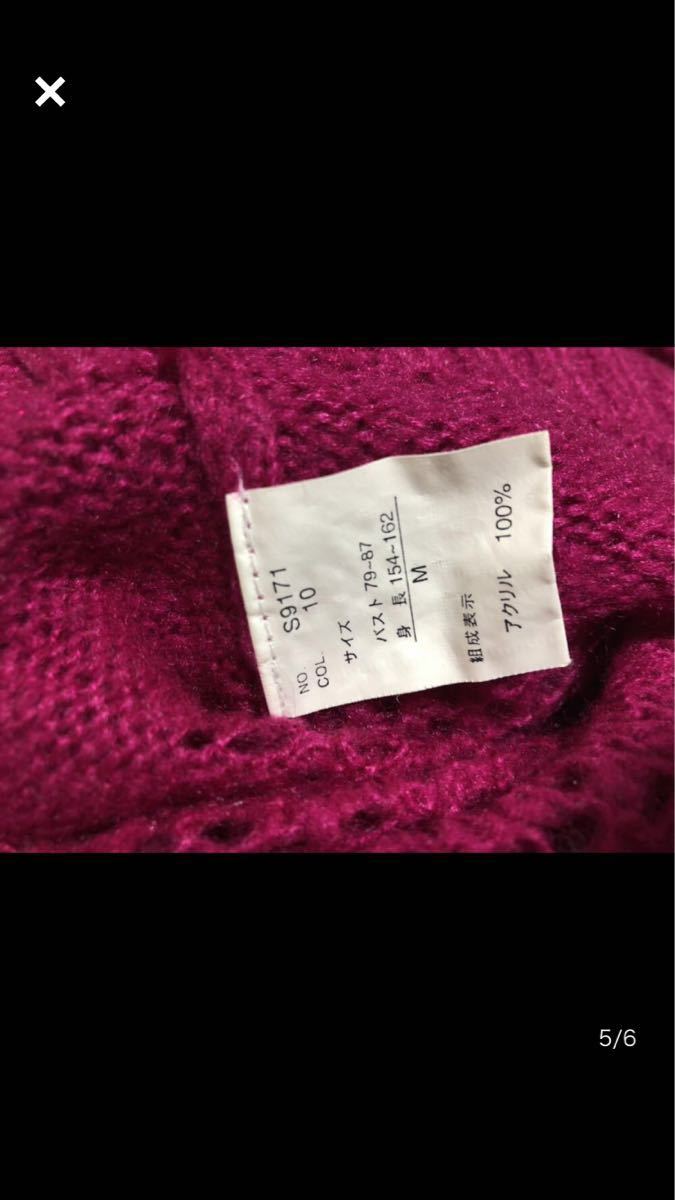 NO. S9171
COL. 10
サイズ
バスト 79~87
身 長 154~162
M
組成表示
アクリル 100%
5/6